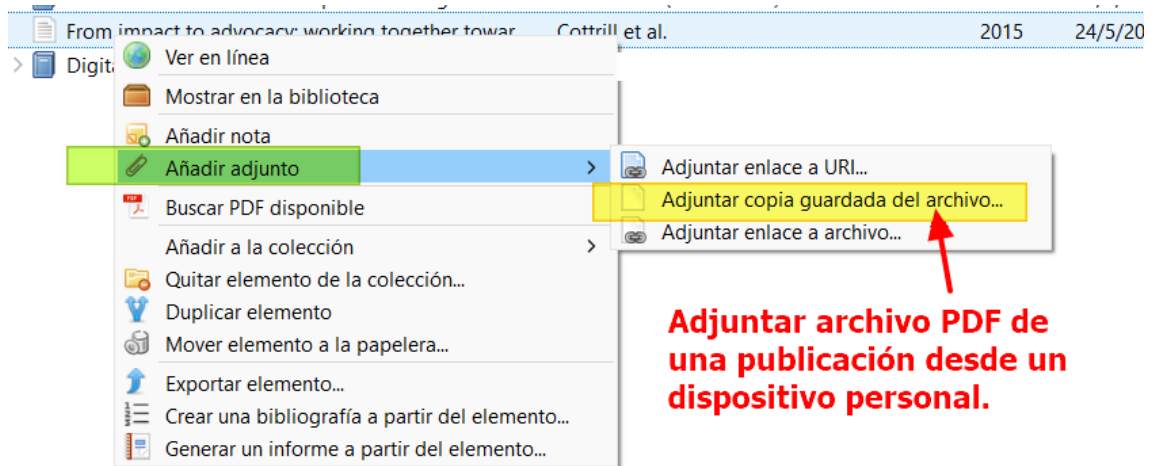 From impact to advocacy: working together towar... Cottrill et al. 2015 24/5/20
Digit
Ver en línea
Mostrar en la biblioteca
Añadir nota
Añadir adjunto
Buscar PDF disponible
Añadir a la colección
Quitar elemento de la colección...
Duplicar elemento
Mover elemento a la papelera...
Exportar elemento...
Crear una bibliografía a partir del elemento...
Generar un informe a partir del elemento...
Adjuntar enlace a URI...
Adjuntar copia guardada del archivo...
Adjuntar enlace a archivo...
Adjuntar archivo PDF de
una publicación desde un
dispositivo personal.